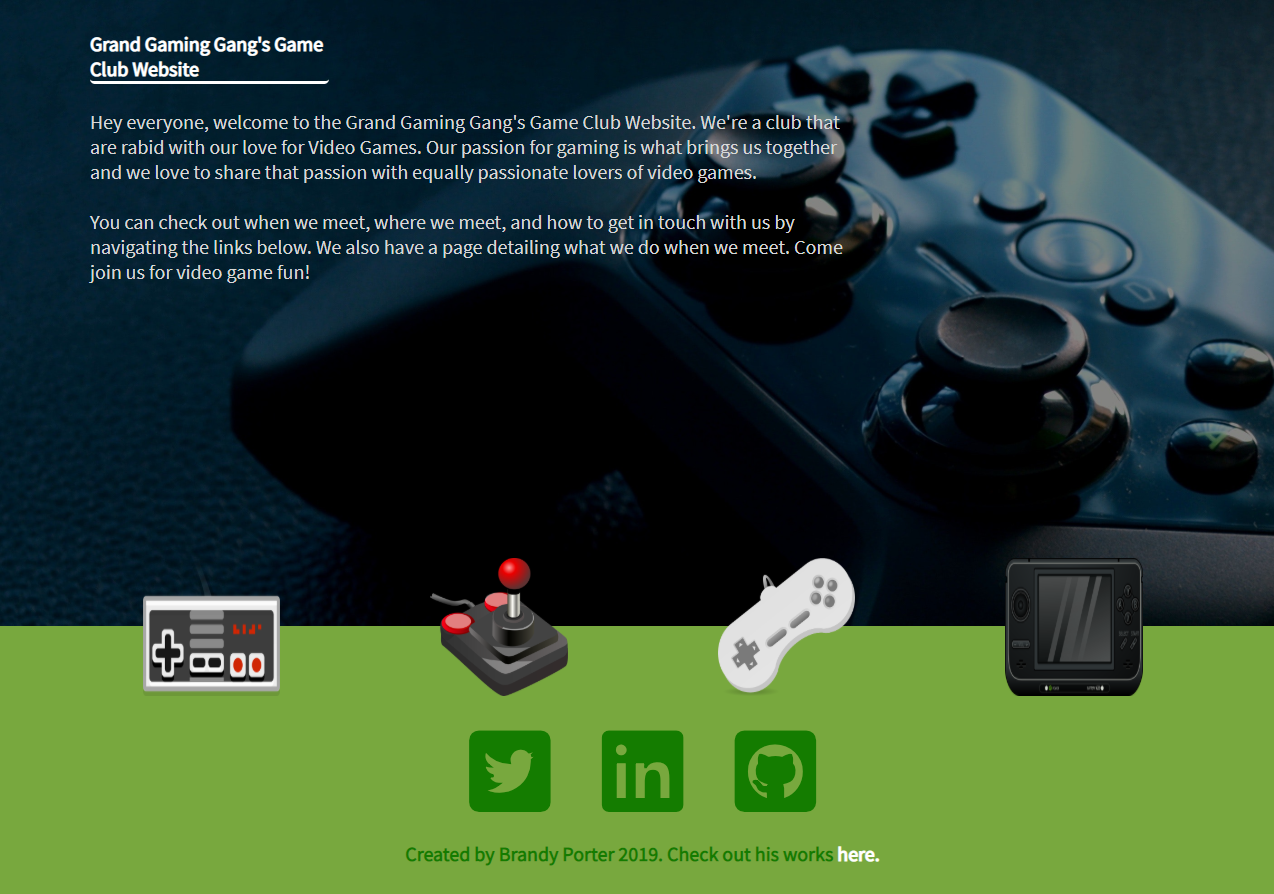 Grand Gaming Gang's Game
Club Website
Hey everyone, welcome to the Grand Gaming Gang's Game Club Website. We're a club that
are rabid with our love for Video Games. Our passion for gaming is what brings us together
and we love to share that passion with equally passionate lovers of video games.
You can check out when we meet, where we meet, and how to get in touch with us by
navigating the links below. We also have a page detailing what we do when we meet. Come
join us for video game fun!
A
in
Created by Brandy Porter 2019. Check out his works here.